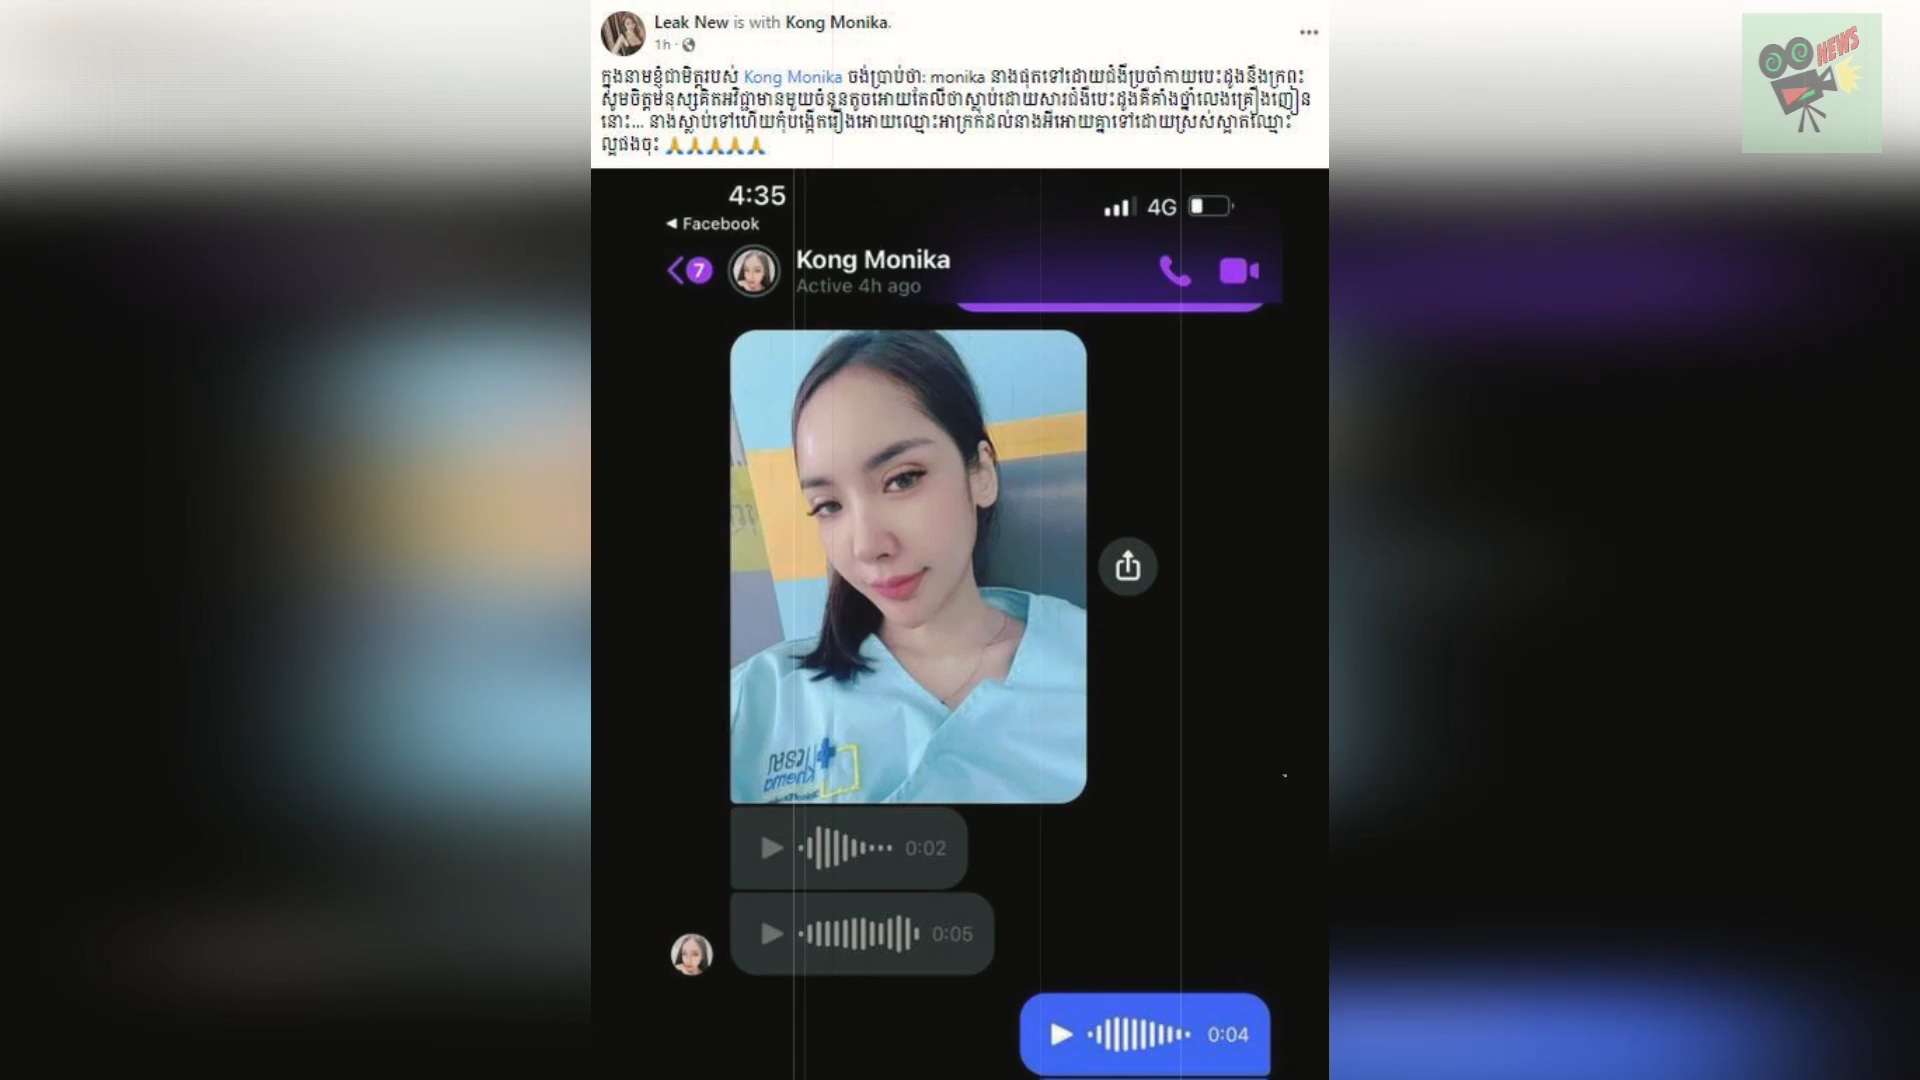 Leak New is with Kong Monika.
1h
ក្នុងនាមខ្ញុំជាមិត្តរបស់ Kong Monika ចង់ប្រាប់ថា: monika នាងផុតទៅដោយជំងឺប្រចាំកាយបេះដូងនឹងក្រពះ
សូមចិត្តមនុស្សគិតអវិជ្ជាមានមួយចំនួនតូចអោយតែលឺថាស្លាប់ដោយសារជំងឺបេះដូងគឺគាំងថ្នាំលេងគ្រឿងញៀន
នោះ... នាងស្លាប់ទៅហើយកុំបង្កើតរឿងអោយឈ្មោះអាក្រក់ដល់នាងអីអោយគ្នាទៅដោយស្រស់ស្អាតឈ្មោះ
ល្អផងចុះ 🙏🙏🙏🙏🙏
NEWS
4:35
4G
Facebook
7
Kong Monika
Active 4h ago
Khema
0:02
0:05
0:04